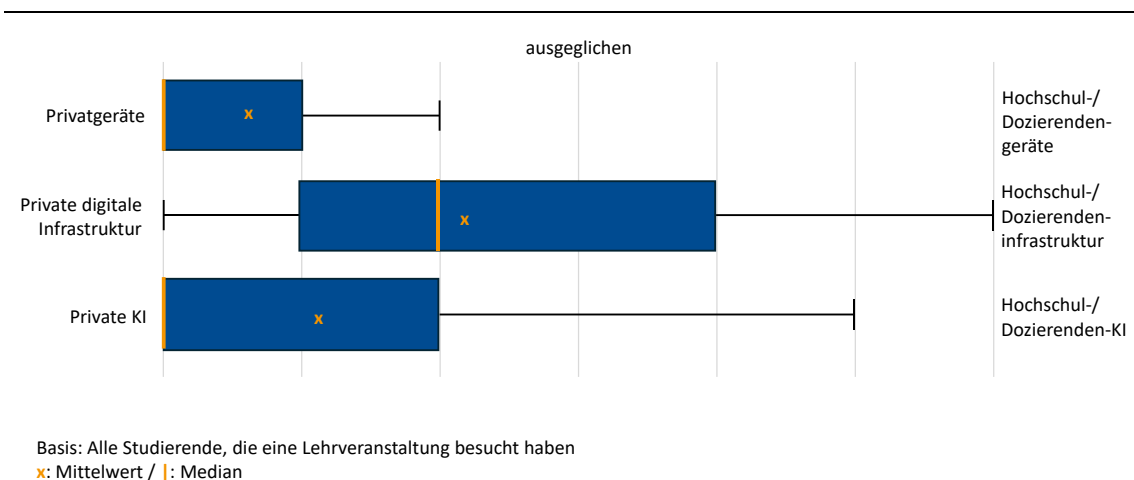 ausgeglichen
Privatgeräte
x
Hochschul-/
Dozierenden-
geräte
Private digitale
Infrastruktur
x
Hochschul-/
Dozierenden-
infrastruktur
Private KI
x
Hochschul-/
Dozierenden-KI
Basis: Alle Studierende, die eine Lehrveranstaltung besucht haben
x: Mittelwert / |: Median